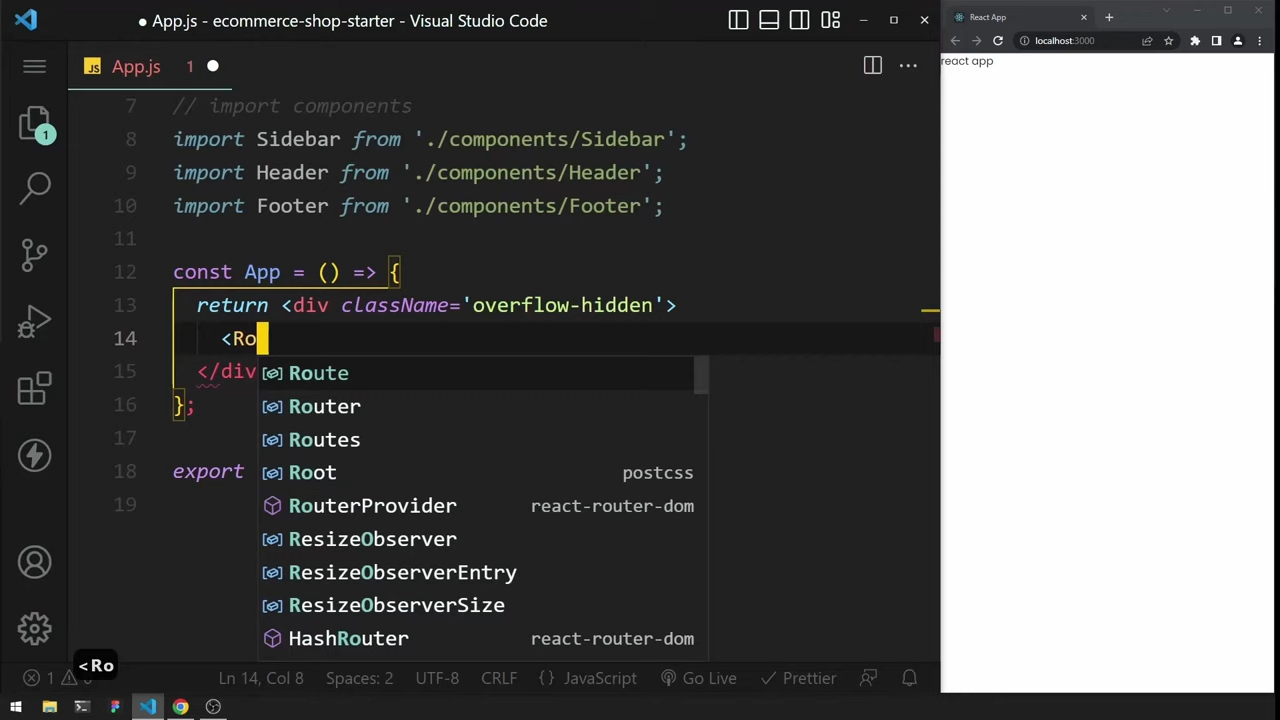 ● App.js - ecommerce-shop-starter - Visual Studio Code
React App
localhost:3000
react app
JS App.js 1 ●
7 // import components
8 import Sidebar from './components/Sidebar';
9 import Header from './components/Header';
10 import Footer from './components/Footer';
11
12 const App = () => {
13 return <div className='overflow-hidden'>
14 <Ro
15 </div
16 };
17
18 export
19
Route
Router
Routes
Root postcss
RouterProvider react-router-dom
ResizeObserver
ResizeObserverEntry
ResizeObserverSize
HashRouter react-router-dom
1
<Ro
1
Ln 14, Col 8 Spaces: 2 UTF-8 CRLF {} JavaScript Go Live Prettier